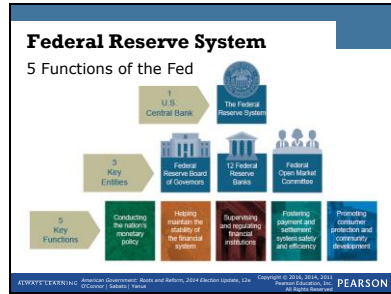 Federal Reserve System
5 Functions of the Fed
1
U.S.
Central Bank
The Federal
Reserve System
3
Key
Entities
Federal
Reserve Board
of Governors
12 Federal
Reserve
Banks
Federal
Open Market
Committee
5
Key
Functions
Conducting
the nation's
monetary
policy
Helping
maintain the
stability of
the financial
system
Supervising
and regulating
financial
institutions
Fostering
payment and
settlement
system safety
and efficiency
Promoting
consumer
protection and
community
development
ALWAYS LEARNING
American Government: Roots and Reform, 2014 Election Update, 12e
O'Connor | Sabato | Yanus
Copyright © 2016, 2014, 2011
Pearson Education, Inc.
All Rights Reserved
PEARSON